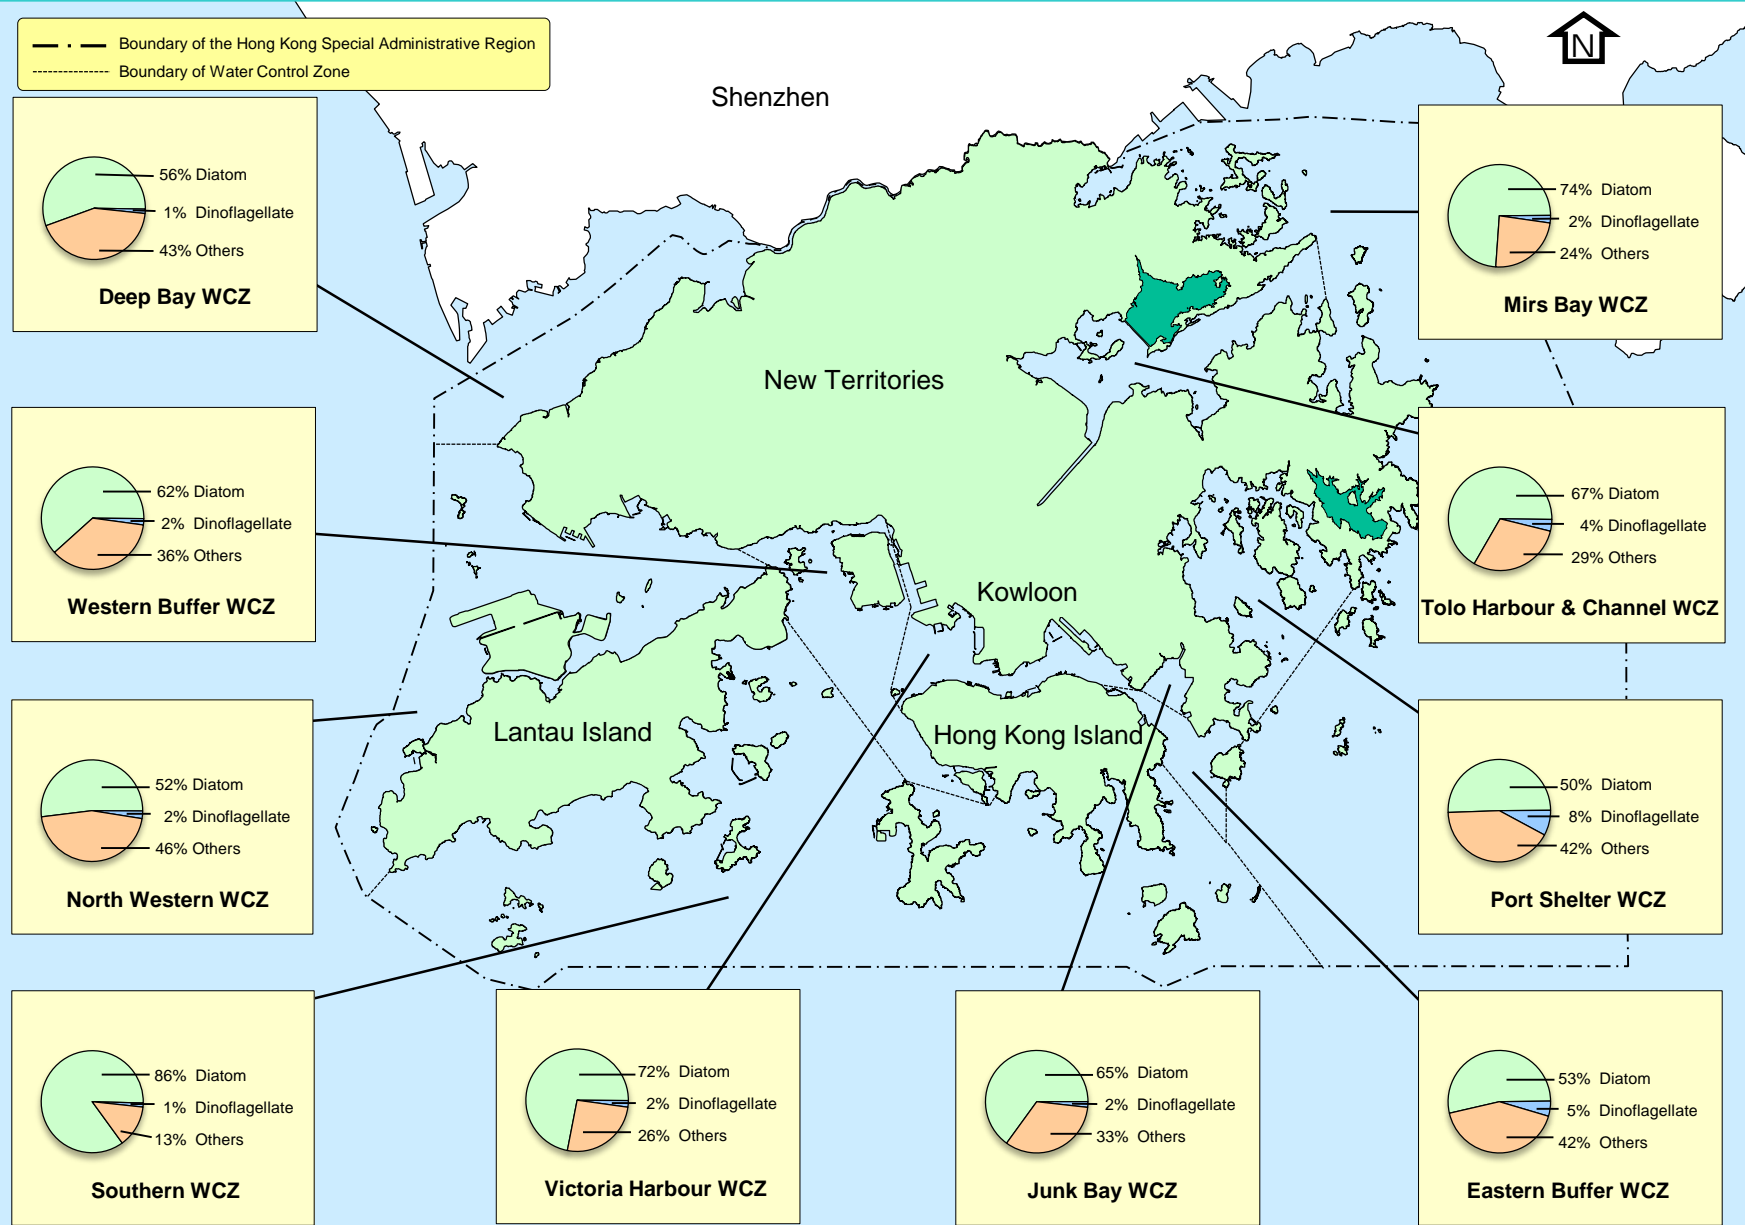 Boundary of the Hong Kong Special Administrative Region
Boundary of Water Control Zone
N
Shenzhen
56% Diatom
1% Dinoflagellate
43% Others
Deep Bay WCZ
74% Diatom
2% Dinoflagellate
24% Others
Mirs Bay WCZ
New Territories
62% Diatom
2% Dinoflagellate
36% Others
Western Buffer WCZ
67% Diatom
4% Dinoflagellate
29% Others
Tolo Harbour & Channel WCZ
Kowloon
Lantau Island
Hong Kong Island
52% Diatom
2% Dinoflagellate
46% Others
North Western WCZ
50% Diatom
8% Dinoflagellate
42% Others
Port Shelter WCZ
86% Diatom
1% Dinoflagellate
13% Others
Southern WCZ
72% Diatom
2% Dinoflagellate
26% Others
Victoria Harbour WCZ
65% Diatom
2% Dinoflagellate
33% Others
Junk Bay WCZ
53% Diatom
5% Dinoflagellate
42% Others
Eastern Buffer WCZ